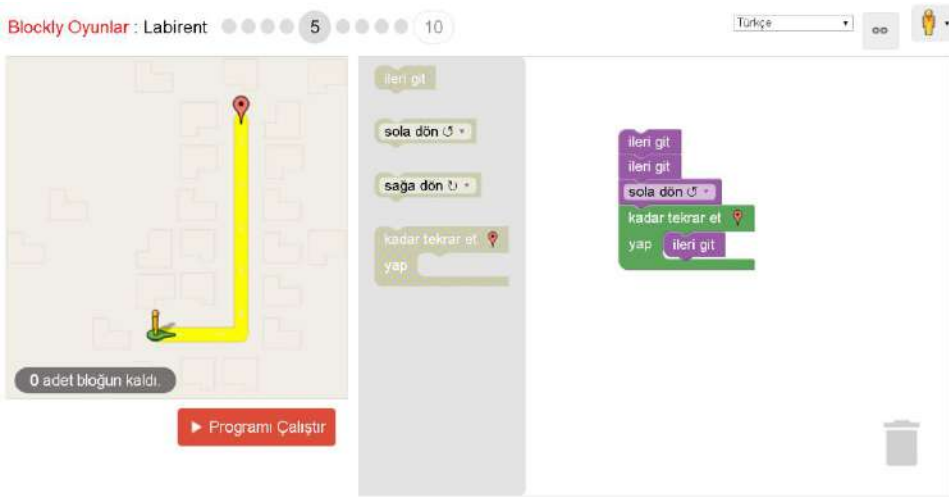 Blockly Oyunlar : Labirent 5 10
Türkçe
ileri git
sola dön
sağa dön
kadar tekrar et
yap
ileri git
ileri git
sola dön
kadar tekrar et
yap ileri git
0 adet bloğun kaldı.
Programı Çalıştır